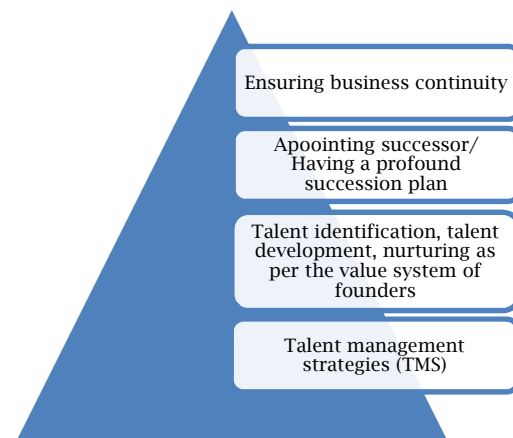 Ensuring business continuity
Apoointing successor/
Having a profound
succession plan
Talent identification, talent
development, nurturing as
per the value system of
founders
Talent management
strategies (TMS)